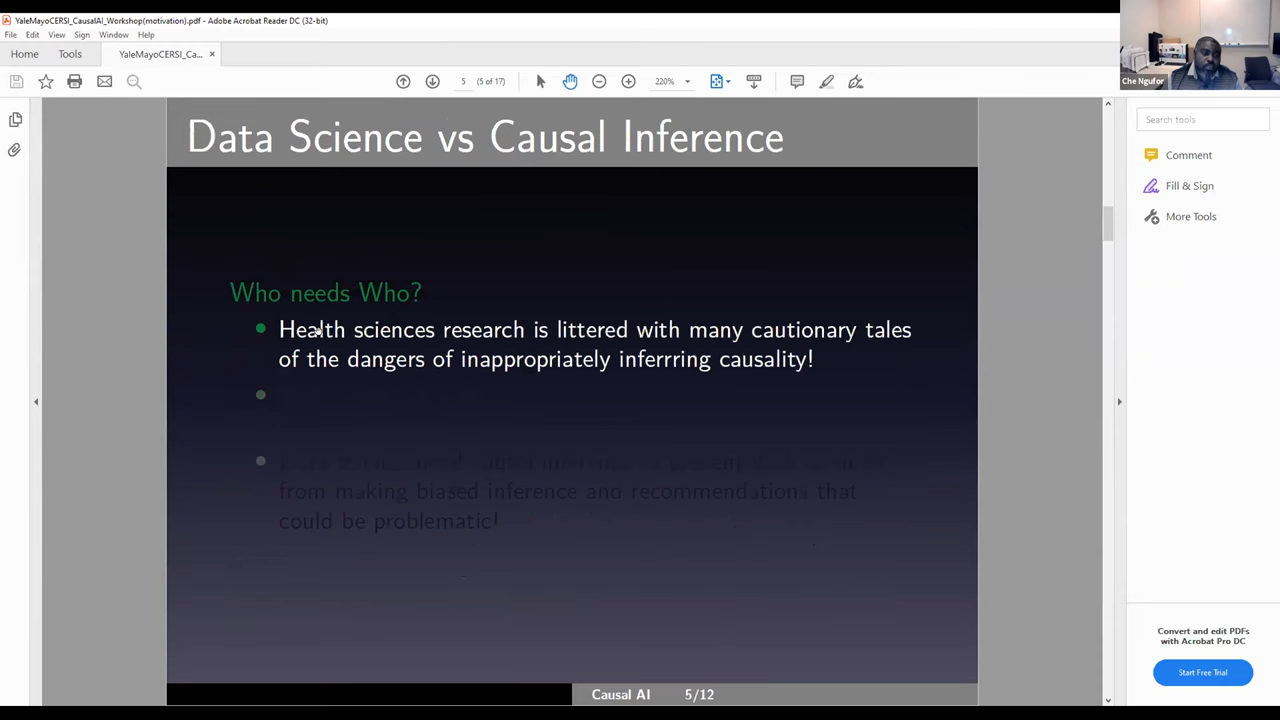 YaleMayoCERSI_CausalAI_Workshop(motivation).pdf - Adobe Acrobat Reader DC (32-bit)
File Edit View Sign Window Help
Home Tools YaleMayoCERSI_Ca... ×
5 (5 of 17) 220%
Che Ngufor
Search tools
Comment
Fill & Sign
More Tools
Data Science vs Causal Inference
Who needs Who?
Health sciences research is littered with many cautionary tales
of the dangers of inappropriately inferrring causality!
from making biased inference and recommendations that
could be problematic!
Causal AI 5/12
Convert and edit PDFs
with Acrobat Pro DC
Start Free Trial